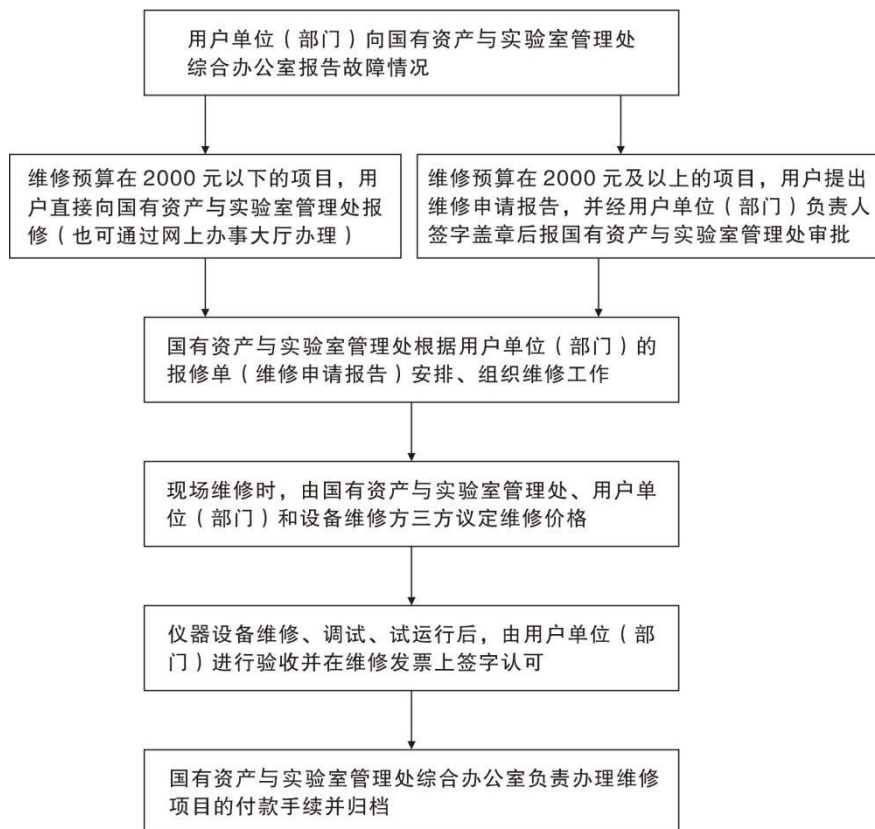 用户单位（部门）向国有资产与实验室管理处
综合办公室报告故障情况
维修预算在 2000 元以下的项目，用
户直接向国有资产与实验室管理处报
修（也可通过网上办事大厅办理）
维修预算在 2000 元及以上的项目，用户提出
维修申请报告，并经用户单位（部门）负责人
签字盖章后报国有资产与实验室管理处审批
国有资产与实验室管理处根据用户单位（部门）的
报修单（维修申请报告）安排、组织维修工作
现场维修时，由国有资产与实验室管理处、用户单
位（部门）和设备维修方三方议定维修价格
仪器设备维修、调试、试运行后，由用户单位（部
门）进行验收并在维修发票上签字认可
国有资产与实验室管理处综合办公室负责办理维修
项目的付款手续并归档